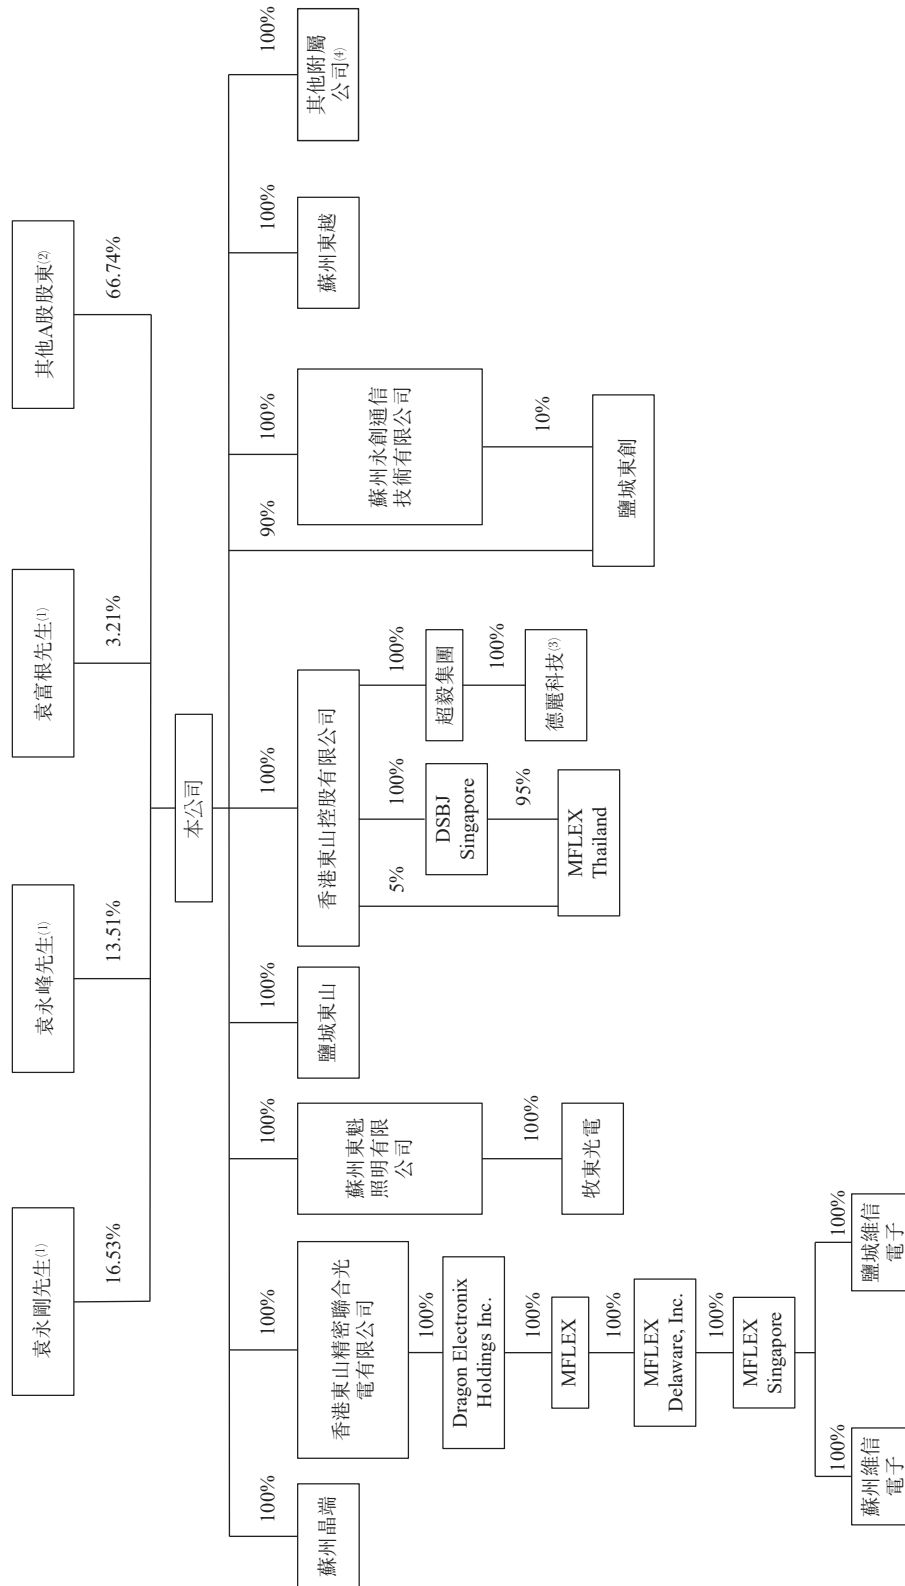 袁永剛先生(1)
袁永峰先生(1)
袁富根先生(1)
其他A股股東(2)
16.53%
13.51%
3.21%
66.74%
本公司
100%
100%
100%
100%
100%
90%
100%
100%
100%
蘇州晶端
香港東山精密聯合光
電有限公司
蘇州東魁
照明有限
公司
鹽城東山
香港東山控股有限公司
蘇州永創通信
技術有限公司
蘇州東越
其他附屬
公司(4)
100%
100%
5%
100%
100%
10%
Dragon Electronix
Holdings Inc.
牧東光電
DSBJ
Singapore
超毅集團
鹽城東創
100%
95%
100%
MFLEX
MFLEX
Thailand
德麗科技(3)
100%
MFLEX
Delaware, Inc.
100%
MFLEX
Singapore
100%
100%
蘇州維信
電子
鹽城維信
電子